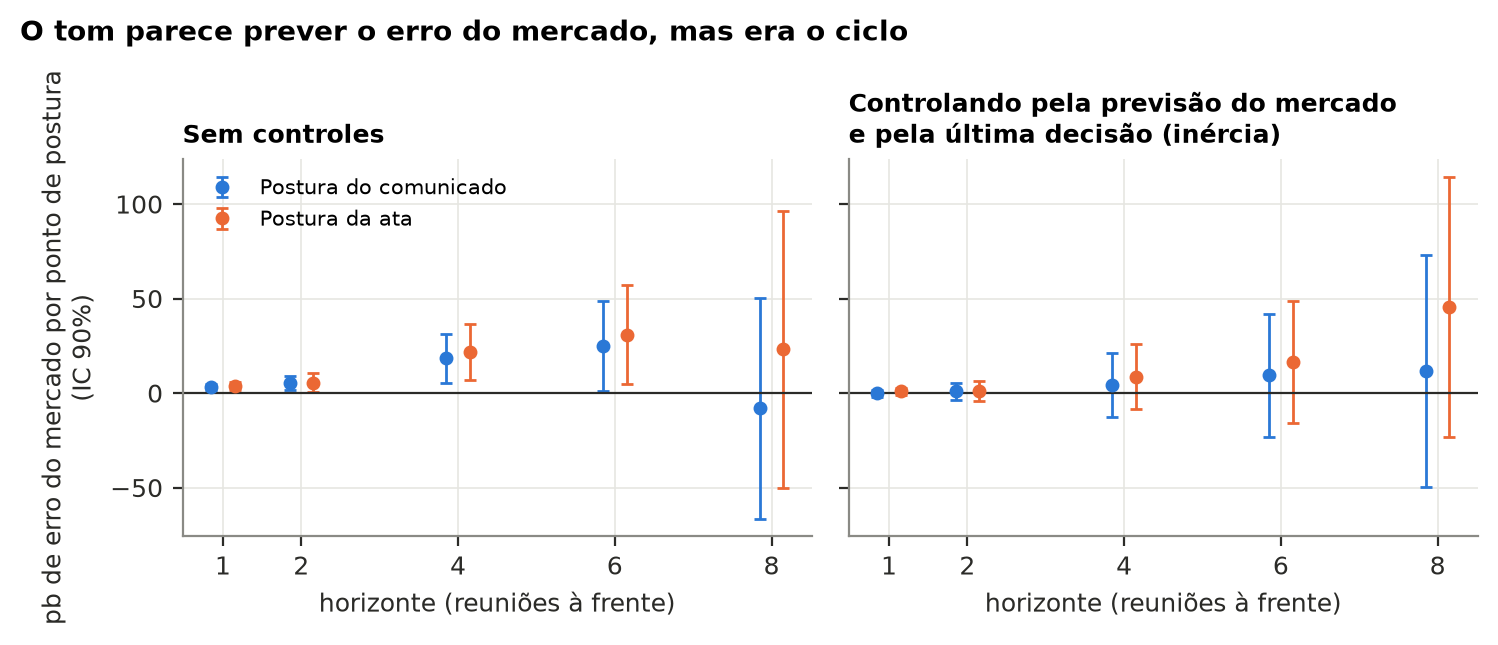 O tom parece prever o erro do mercado, mas era o ciclo
pb de erro do mercado por ponto de postura
(IC 90%)
Sem controles
Postura do comunicado
Postura da ata
100
50
0
−50
1 2 4 6 8
horizonte (reuniões à frente)
Controlando pela previsão do mercado
e pela última decisão (inércia)
1 2 4 6 8
horizonte (reuniões à frente)